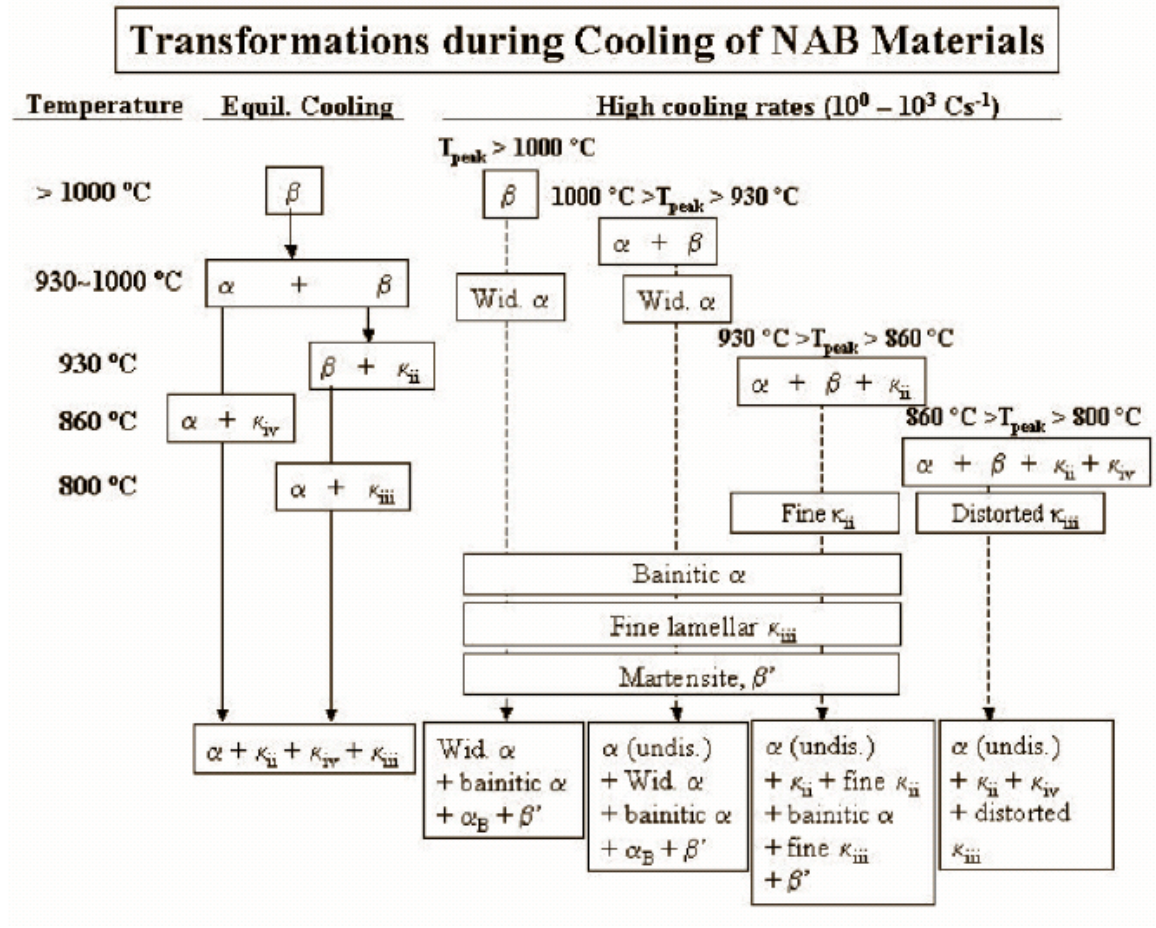 Transformations during Cooling of NAB Materials
Temperature
Equil. Cooling
High cooling rates (10⁰ – 10³ Cs⁻¹)
T_peak > 1000 °C
> 1000 ºC
β
β
1000 °C >T_peak > 930 °C
α + β
930~1000 ºC
α + β
Wid. α
Wid. α
930 °C >T_peak > 860 °C
930 ºC
β + κ_ii
α + β + κ_ii
860 ºC
α + κ_iv
860 °C >T_peak > 800 °C
α + β + κ_ii + κ_iv
800 ºC
α + κ_iii
Fine κ_ii
Distorted κ_iii
Bainitic α
Fine lamellar κ_iii
Martensite, β’
α + κ_ii + κ_iv + κ_iii
Wid. α
+ bainitic α
+ α_B + β’
α (undis.)
+ Wid. α
+ bainitic α
+ α_B + β’
α (undis.)
+ κ_ii + fine κ_ii
+ bainitic α
+ fine κ_iii
+ β’
α (undis.)
+ κ_ii + κ_iv
+ distorted
κ_iii